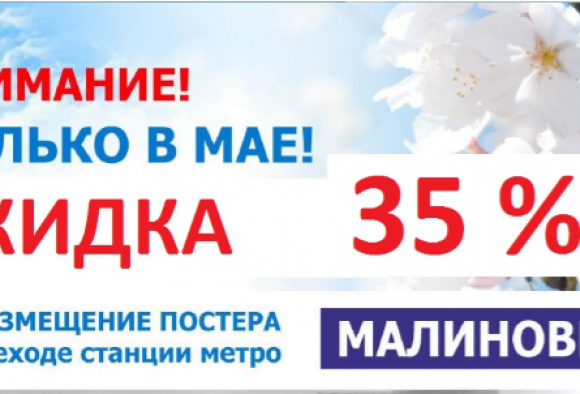 ИМАНИЕ!
ЛЬКО В МАЕ!
КИДКА 35 %
ЗМЕЩЕНИЕ ПОСТЕРА
еходе станции метро МАЛИНОВ